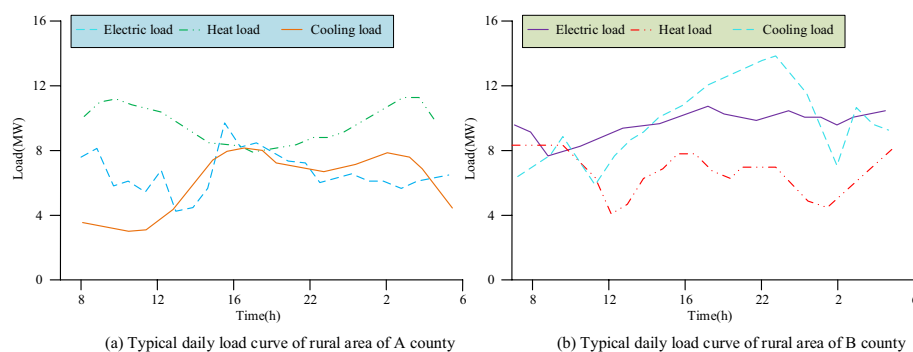 16
12
8
4
0
Load(MW)
Electric load
Heat load
Cooling load
8
12
16
22
2
6
Time(h)
(a) Typical daily load curve of rural area of A county
16
12
8
4
0
Load(MW)
Electric load
Heat load
Cooling load
8
12
16
22
2
6
Time(h)
(b) Typical daily load curve of rural area of B county